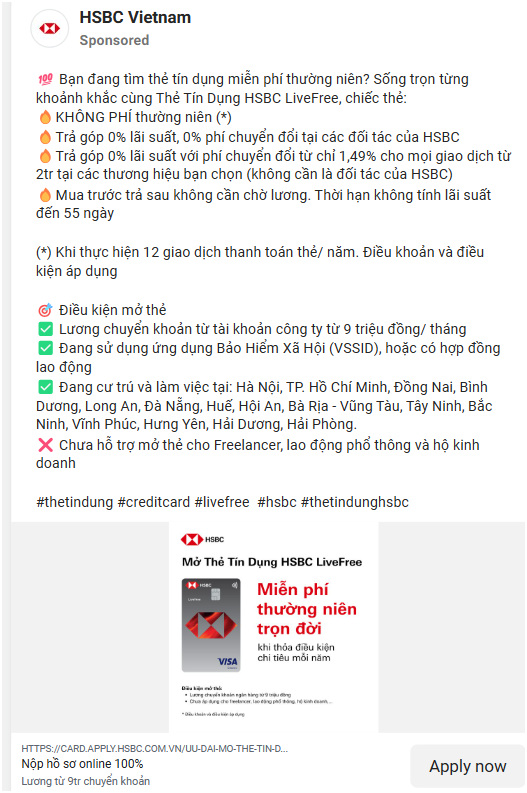 HSBC Vietnam
Sponsored
💯 Bạn đang tìm thẻ tín dụng miễn phí thường niên? Sống trọn từng
khoảnh khắc cùng Thẻ Tín Dụng HSBC LiveFree, chiếc thẻ:
🔥KHÔNG PHÍ thường niên (*)
🔥 Trả góp 0% lãi suất, 0% phí chuyển đổi tại các đối tác của HSBC
🔥 Trả góp 0% lãi suất với phí chuyển đổi từ chỉ 1,49% cho mọi giao dịch từ
2tr tại các thương hiệu bạn chọn (không cần là đối tác của HSBC)
🔥Mua trước trả sau không cần chờ lương. Thời hạn không tính lãi suất
đến 55 ngày
(*) Khi thực hiện 12 giao dịch thanh toán thẻ/ năm. Điều khoản và điều
kiện áp dụng
🎯 Điều kiện mở thẻ
✅ Lương chuyển khoản từ tài khoản công ty từ 9 triệu đồng/ tháng
✅ Đang sử dụng ứng dụng Bảo Hiểm Xã Hội (VSSID), hoặc có hợp đồng
lao động
✅ Đang cư trú và làm việc tại: Hà Nội, TP. Hồ Chí Minh, Đồng Nai, Bình
Dương, Long An, Đà Nẵng, Huế, Hội An, Bà Rịa - Vũng Tàu, Tây Ninh, Bắc
Ninh, Vĩnh Phúc, Hưng Yên, Hải Dương, Hải Phòng.
❌ Chưa hỗ trợ mở thẻ cho Freelancer, lao động phổ thông và hộ kinh
doanh
#thetindung #creditcard #livefree #hsbc #thetindunghsbc
HSBC
Mở Thẻ Tín Dụng HSBC LiveFree
HSBC
LiveFree
VISA
Miễn phí
thường niên
trọn đời
khi thỏa điều kiện
chi tiêu mỗi năm
Điều kiện mở thẻ:
• Lương chuyển khoản ngân hàng từ 9 triệu đồng
• Chưa áp dụng cho freelancer, lao động phổ thông, hộ kinh doanh,...
* Điều khoản và điều kiện áp dụng
HTTPS://CARD.APPLY.HSBC.COM.VN/UU-DAI-MO-THE-TIN-D...
Nộp hồ sơ online 100%
Lương từ 9tr chuyển khoản
Apply now